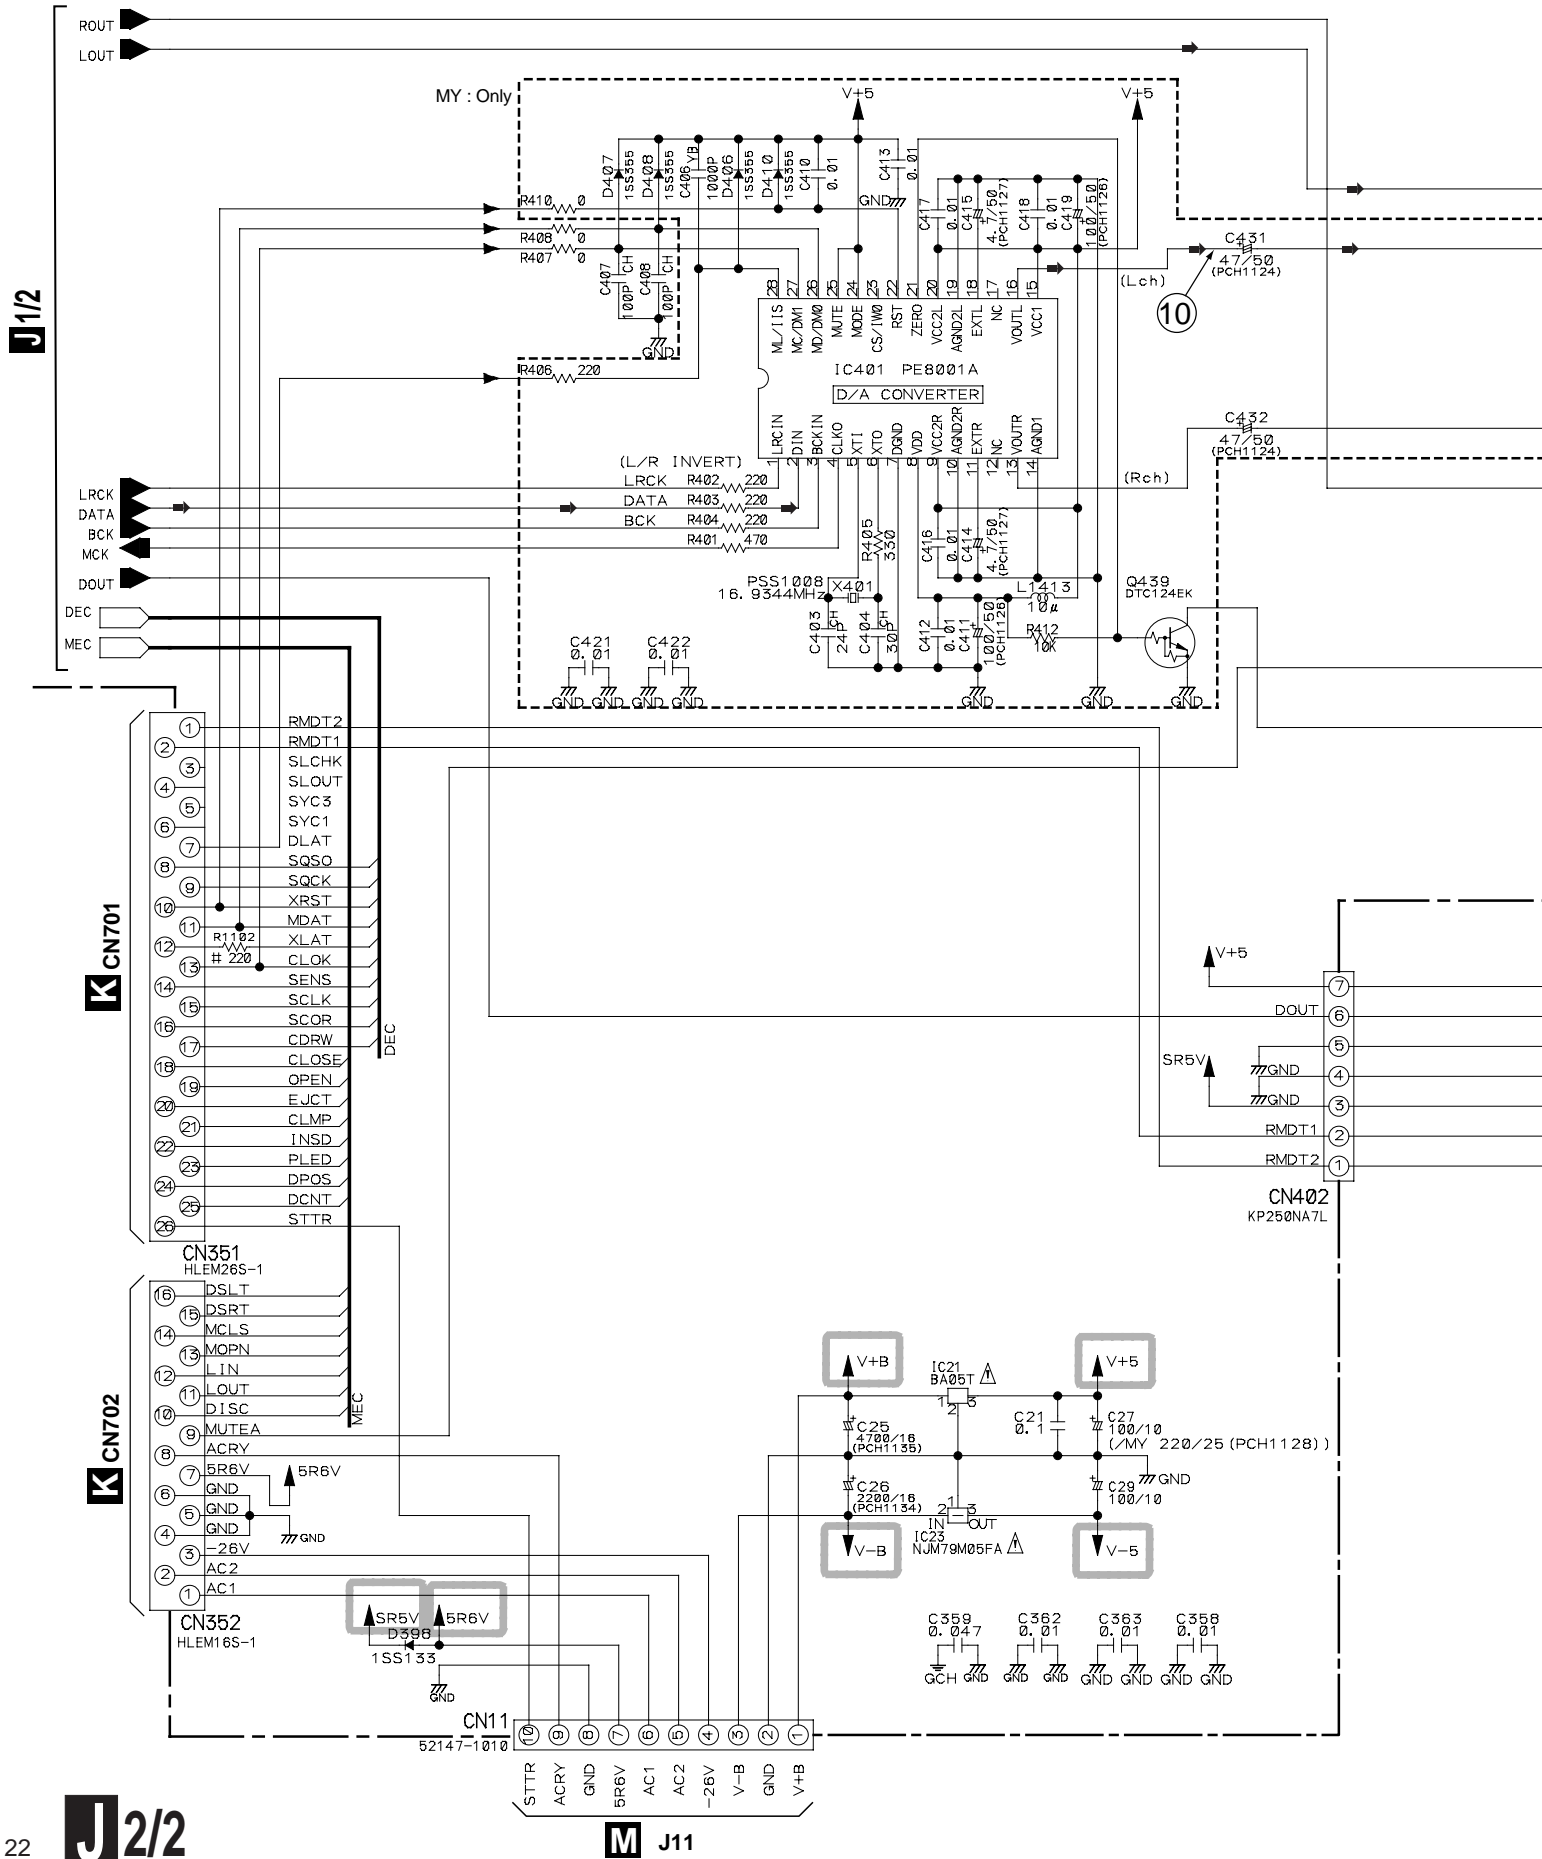 ROUT
LOUT
MY : Only
V+5
V+5
D407
1SS355
D408
1SS355
C406 YB
1000P
D406
1SS355
D410
1SS355
C410
0.01
C413
0.01
GND
R410 0
R408 0
R407 0
C407 CH
100P
C408 CH
100P
GND
C417
0.01
C415
4.7/50
(PCH1127)
C418
0.01
C419
100/50
(PCH1126)
C431
47/50
(PCH1124)
(Lch)
10
J 1/2
28 27 26 25 24 23 22 21 20 19 18 17 16 15
ML/IIS
MC/DM1
MD/DM0
MUTE
MODE
CS/IW0
RST
ZERO
VCC2L
AGND2L
EXTL
NC
VOUTL
VCC1
IC401 PE8001A
D/A CONVERTER
R406 220
LRCIN
DIN
BCKIN
CLKO
XTI
XTO
DGND
VDD
VCC2R
AGND2R
EXTR
NC
VOUTR
AGND1
1 2 3 4 5 6 7 8 9 10 11 12 13 14
C432
47/50
(PCH1124)
(Rch)
(L/R INVERT)
LRCK
LRCK R402 220
DATA
DATA R403 220
BCK
BCK R404 220
MCK
R401 470
DOUT
DEC
MEC
R405
330
C416
0.01
C414
4.7/50
(PCH1127)
PSS1008
16.9344MHz
X401
L1413
10μ
Q439
DTC124EK
C403 CH
24P
C404 CH
30P
C412
0.01
C411
100/50
(PCH1126)
R412
10K
C421
0.01
C422
0.01
GND GND GND GND GND GND GND
1 RMDT2
2 RMDT1
3 SLCHK
4 SLOUT
5 SYC3
6 SYC1
7 DLAT
8 SQSO
9 SQCK
10 XRST
11 MDAT
12 R1102 XLAT
13 # 220 CLOK
14 SENS
15 SCLK
16 SCOR
17 CDRW
18 CLOSE
19 OPEN
20 EJCT
21 CLMP
22 INSD
23 PLED
24 DPOS
25 DCNT
26 STTR
DEC
K CN701
CN351
HLEM26S-1
V+5
7
DOUT 6
5
SR5V
GND 4
GND 3
RMDT1 2
RMDT2 1
CN402
KP250NA7L
16 DSLT
15 DSRT
14 MCLS
13 MOPN
12 LIN
11 LOUT
10 DISC
9 MUTEA
8 ACRY
7 5R6V
6 GND
5 GND
4 GND
3 -26V
2 AC2
1 AC1
MEC
5R6V
GND
K CN702
CN352
HLEM16S-1
V+B
IC21
BA05T
1 3
2
V+5
C25
4700/16
(PCH1135)
C21
0.1
C27
100/10
(/MY 220/25 (PCH1128))
GND
C26
2200/16
(PCH1134)
1
2 3
IN OUT
IC23
NJM79M05FA
C29
100/10
V-B
V-5
SR5V
5R6V
D398
1SS133
GND
C359
0.047
C362
0.01
C363
0.01
C358
0.01
GCH GND GND GND GND GND GND GND
CN11
52147-1010
10 9 8 7 6 5 4 3 2 1
STTR
ACRY
GND
5R6V
AC1
AC2
-26V
V-B
GND
V+B
M J11
22
J 2/2